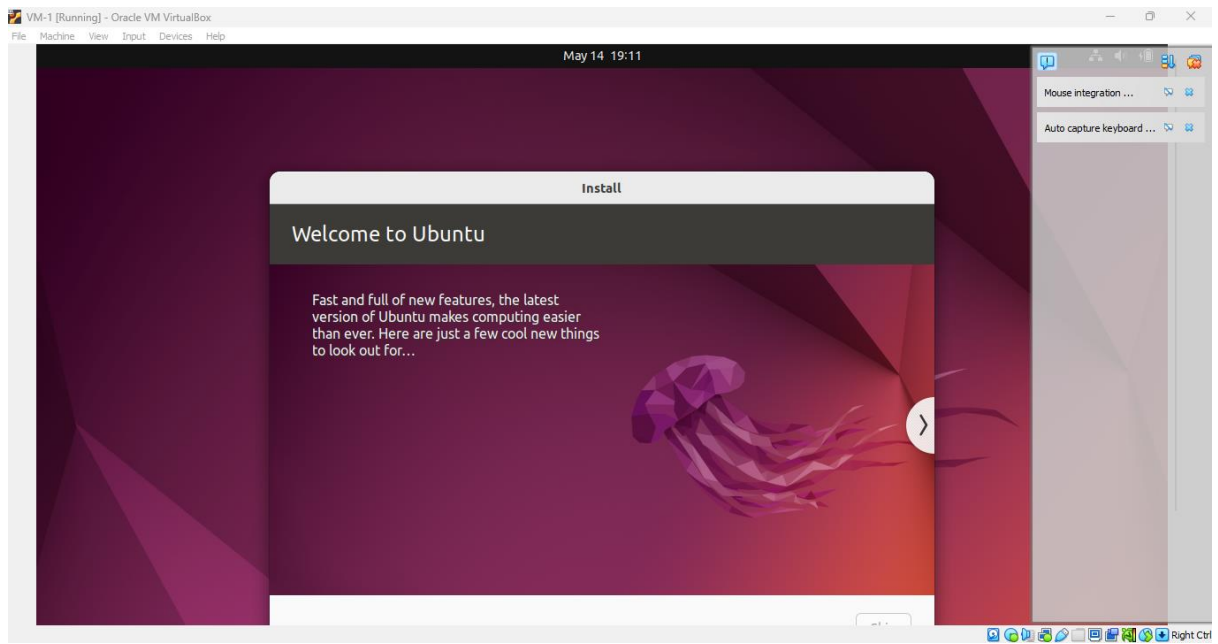 VM-1 [Running] - Oracle VM VirtualBox
File Machine View Input Devices Help
May 14 19:11
Mouse integration ...
Auto capture keyboard ...
Install
Welcome to Ubuntu
Fast and full of new features, the latest
version of Ubuntu makes computing easier
than ever. Here are just a few cool new things
to look out for...
Right Ctrl